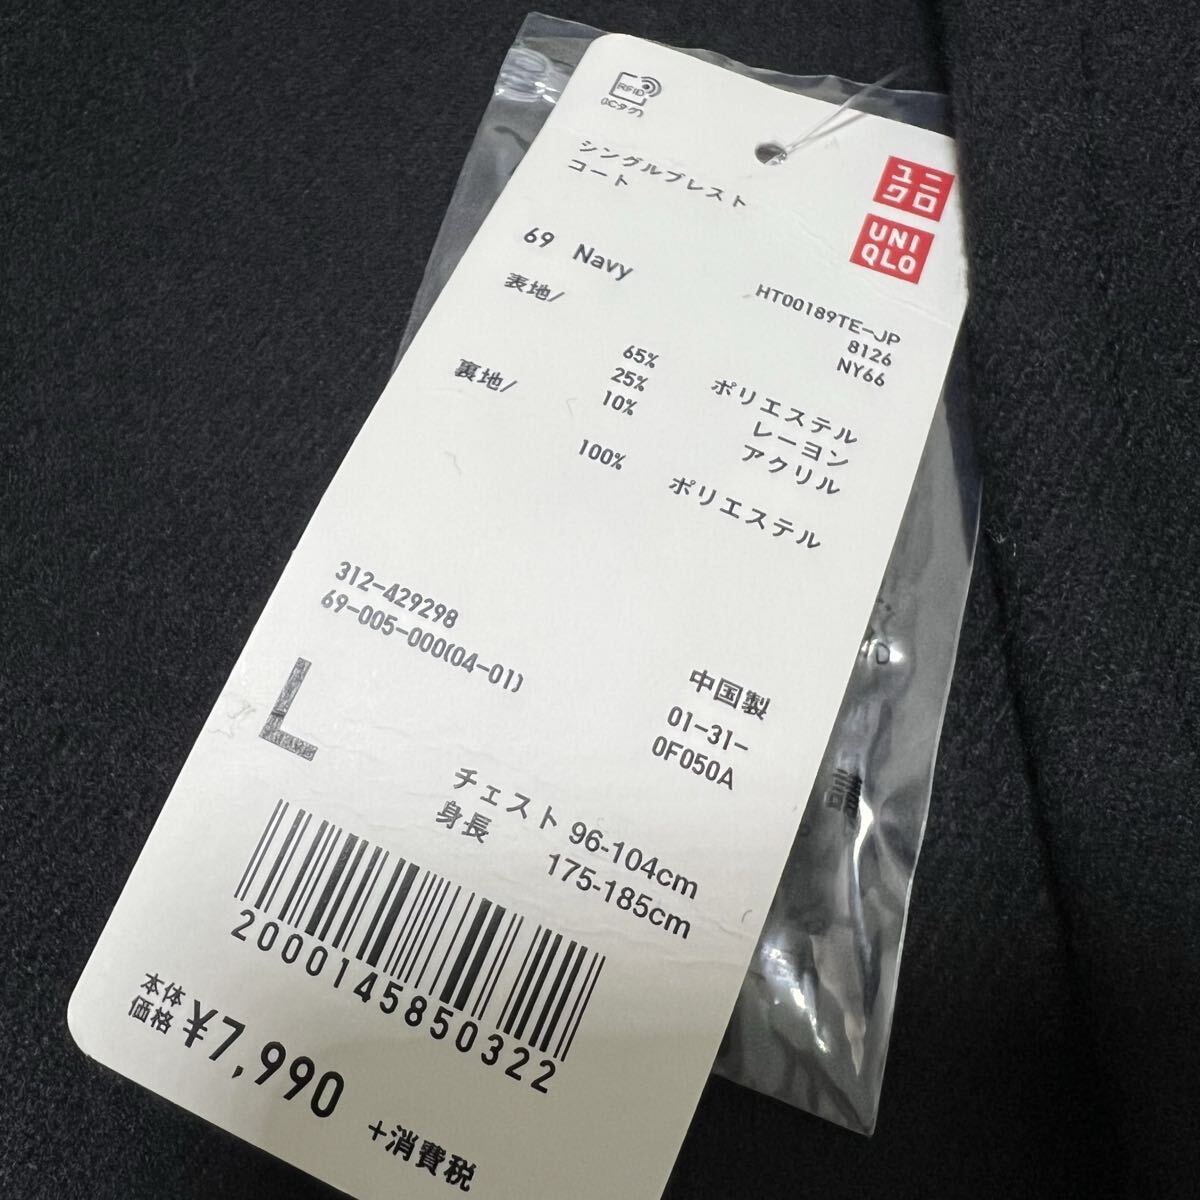 RFID
(ICタグ)
シングルブレスト
コート
ユニ
クロ
UNI
QLO
69 Navy
HT00189TE-JP
8126
NY66
表地/
65% ポリエステル
25% レーヨン
10% アクリル
裏地/
100% ポリエステル
312-429298
69-005-000(04-01)
中国製
01-31-
0F050A
L
チェスト 96-104cm
身長 175-185cm
2000145850322
本体
価格 ¥7,990 +消費税